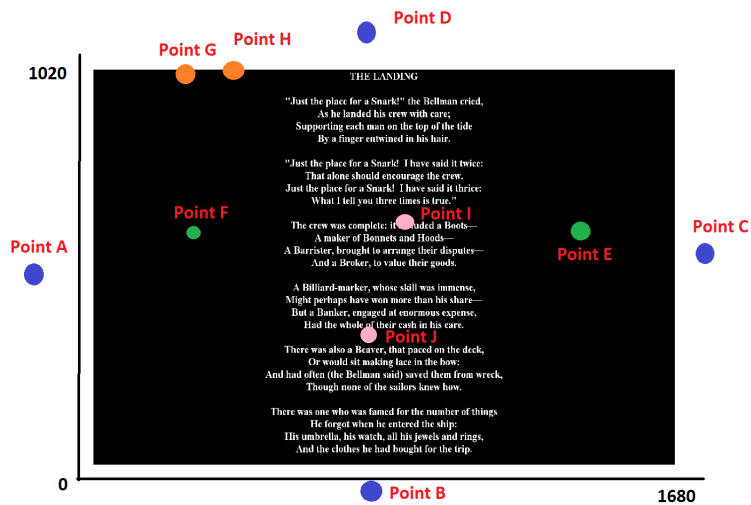 Point D
Point G
Point H
1020
THE LANDING
"Just the place for a Snark!" the Bellman cried,
As he landed his crew with care;
Supporting each man on the top of the tide
By a finger entwined in his hair.
"Just the place for a Snark! I have said it twice:
That alone should encourage the crew.
Just the place for a Snark! I have said it thrice:
What I tell you three times is true."
Point F
Point I
The crew was complete: it a Boots—
A maker of Bonnets and Hoods—
A Barrister, brought to arrange their disputes—
And a Broker, to value their goods.
Point A
Point C
Point E
A Billiard-marker, whose skill was immense,
Might perhaps have won more than his share—
But a Banker, engaged at enormous expense,
Had the whole of their cash in his care.
Point J
There was also a Beaver, that paced on the deck,
Or would sit making lace in the bow:
And had often (the Bellman said) saved them from wreck,
Though none of the sailors knew how.
There was one who was famed for the number of things
He forgot when he entered the ship:
His umbrella, his watch, all his jewels and rings,
And the clothes he had bought for the trip.
0
Point B
1680